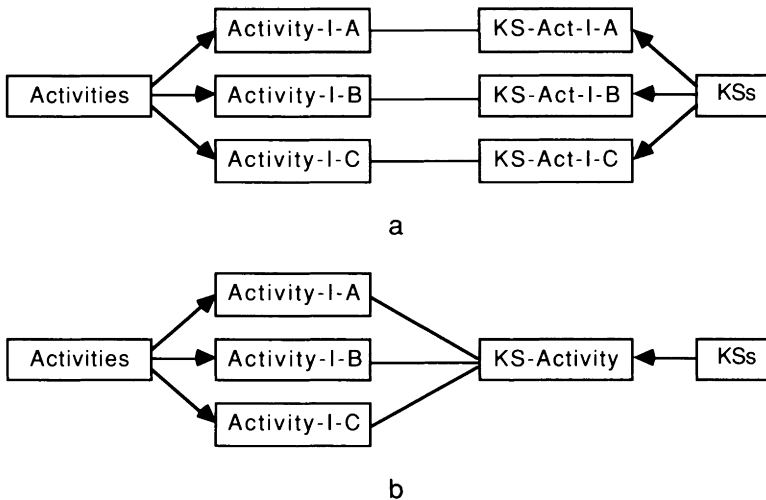 Activity-I-A KS-Act-I-A
Activities Activity-I-B KS-Act-I-B KSs
Activity-I-C KS-Act-I-C
a
Activity-I-A
Activities Activity-I-B KS-Activity KSs
Activity-I-C
b